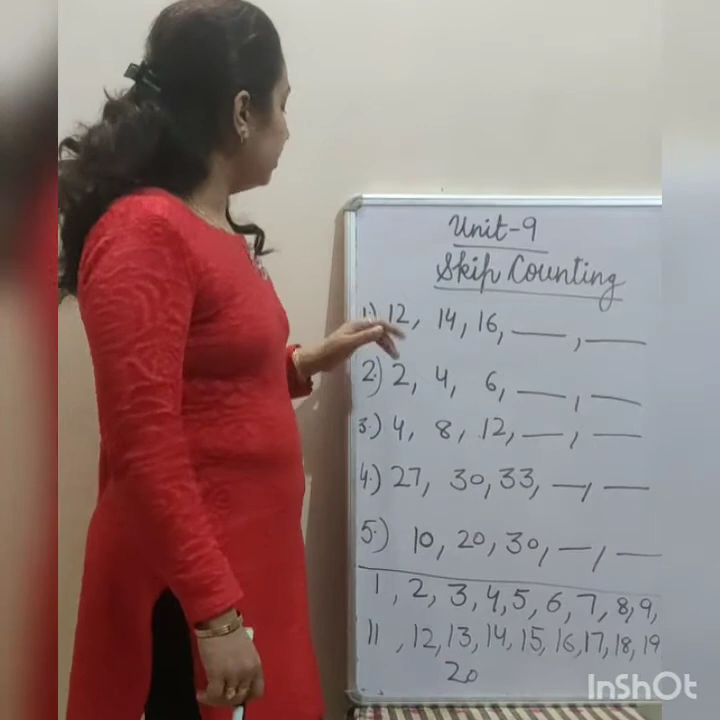 Unit-9
Skip Counting
1.) 12, 14, 16, ___, ___
2.) 2, 4, 6, ___, ___
3.) 4, 8, 12, ___, ___
4.) 27, 30, 33, ___, ___
5.) 10, 20, 30, ___, ___
1, 2, 3, 4, 5, 6, 7, 8, 9,
11, 12, 13, 14, 15, 16, 17, 18, 19
20
InShOt